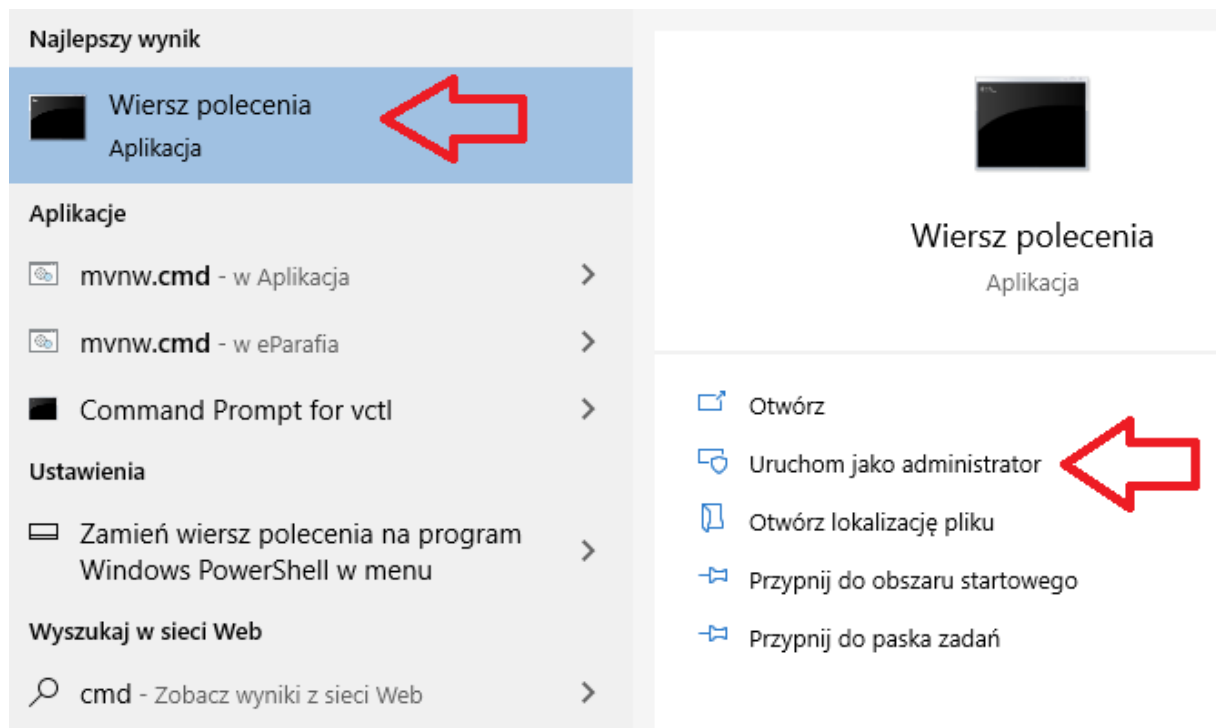 Najlepszy wynik
Wiersz polecenia
Aplikacja
Aplikacje
mvnw.cmd - w Aplikacja
mvnw.cmd - w eParafia
Command Prompt for vctl
Ustawienia
Zamień wiersz polecenia na program
Windows PowerShell w menu
Wyszukaj w sieci Web
cmd - Zobacz wyniki z sieci Web
Wiersz polecenia
Aplikacja
Otwórz
Uruchom jako administrator
Otwórz lokalizację pliku
Przypnij do obszaru startowego
Przypnij do paska zadań